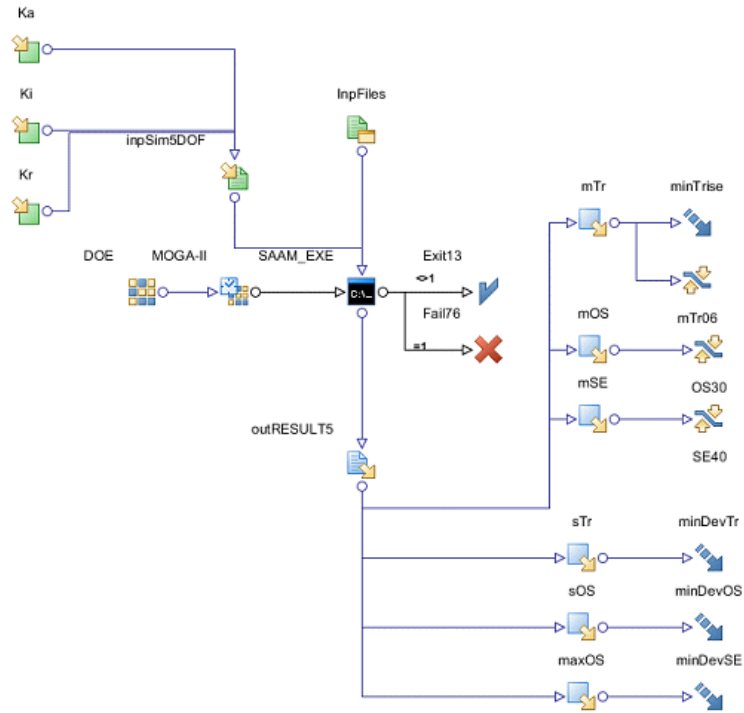 Ka
Ki
InpFiles
inpSim5DOF
Kr
mTr
minTrise
DOE
MOGA-II
SAAM_EXE
Exit13
<>1
C:\_
Fail76
mOS
mTr06
=1
mSE
OS30
outRESULT5
SE40
sTr
minDevTr
sOS
minDevOS
maxOS
minDevSE